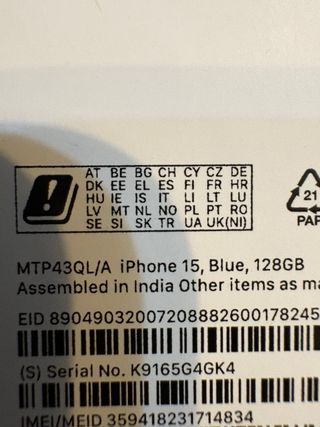 AT BE BG CH CY CZ DE
DK EE EL ES FI FR HR
HU IE IS IT LI LT LU
LV MT NL NO PL PT RO
SE SI SK TR UA UK(NI)
21
PAP
MTP43QL/A iPhone 15, Blue, 128GB
Assembled in India Other items as ma
EID 89049032007208882600178245
(S) Serial No. K9165G4GK4
IMEI/MEID 359418231714834